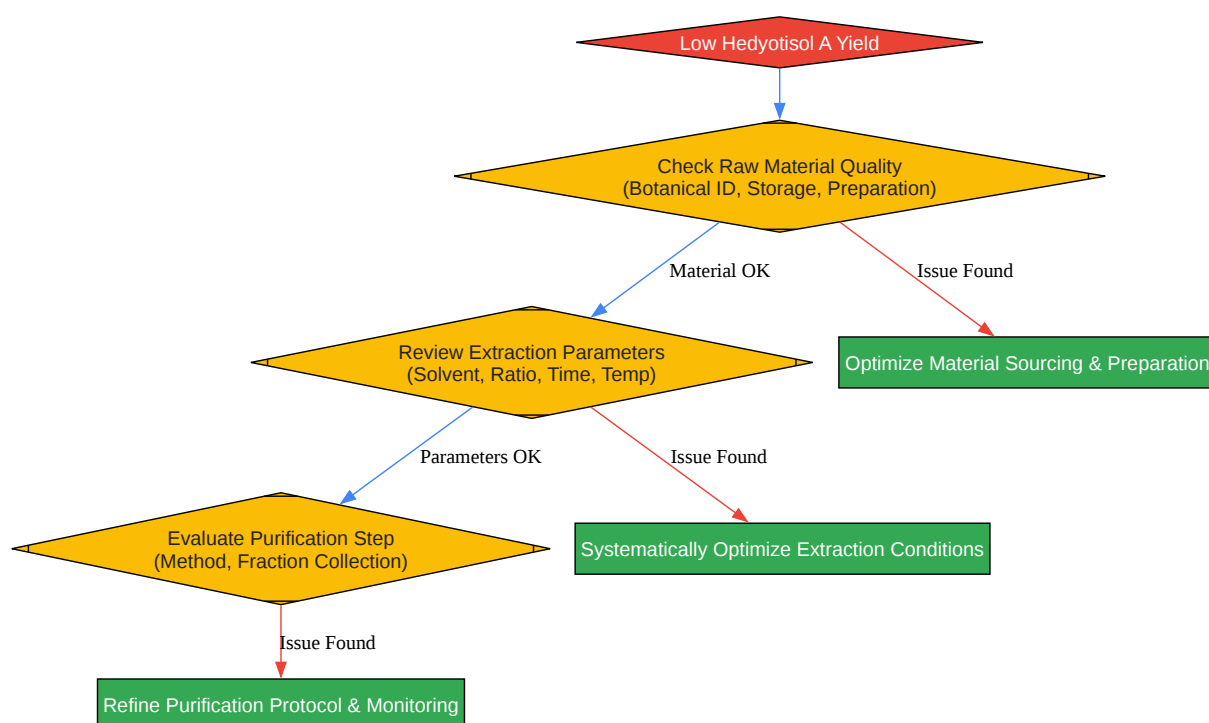 Low Hedyotisol A Yield
Check Raw Material Quality
(Botanical ID, Storage, Preparation)
Material OK
Issue Found
Review Extraction Parameters
(Solvent, Ratio, Time, Temp)
Optimize Material Sourcing & Preparation
Parameters OK
Issue Found
Evaluate Purification Step
(Method, Fraction Collection)
Systematically Optimize Extraction Conditions
Issue Found
Refine Purification Protocol & Monitoring